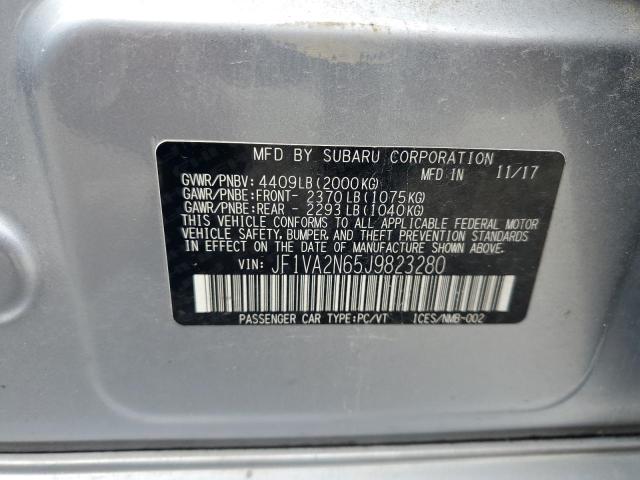 MFD BY SUBARU CORPORATION
MFD IN 11/17
GVWR/PNBV: 4409LB(2000KG)
GAWR/PNBE:FRONT- 2370LB(1075KG)
GAWR/PNBE:REAR - 2293LB(1040KG)
THIS VEHICLE CONFORMS TO ALL APPLICABLE FEDERAL MOTOR
VEHICLE SAFETY, BUMPER, AND THEFT PREVENTION STANDARDS
IN EFFECT ON THE DATE OF MANUFACTURE SHOWN ABOVE.
VIN: JF1VA2N65J9823280
PASSENGER CAR TYPE:PC/VT ICES/NMB-002